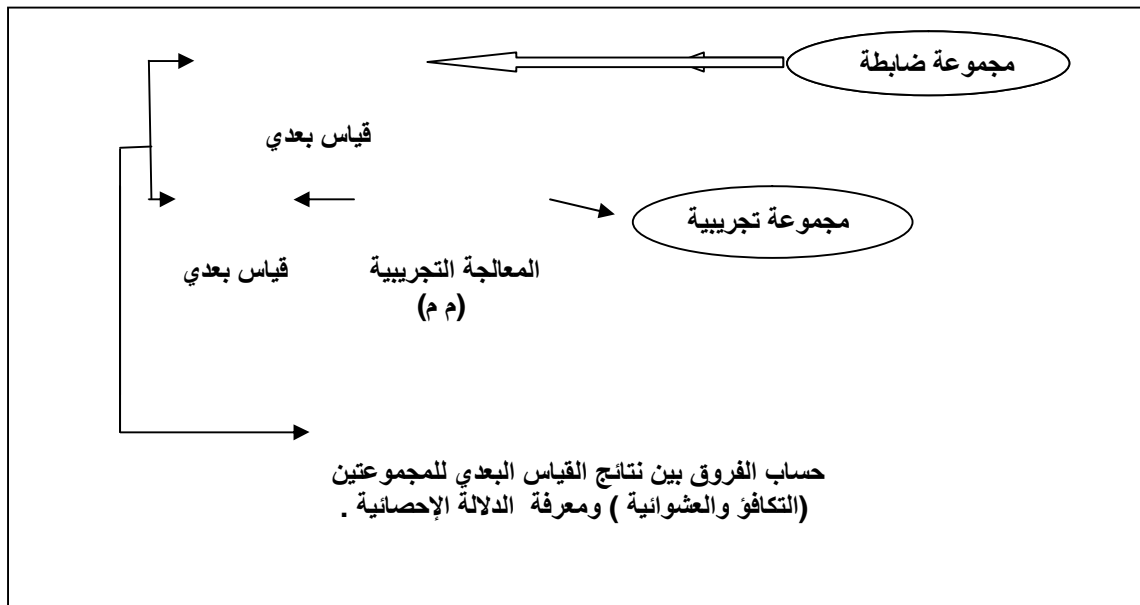 مجموعة ضابطة
قياس بعدي
مجموعة تجريبية
المعالجة التجريبية
(م م)
قياس بعدي
حساب الفروق بين نتائج القياس البعدي للمجموعتين
(التكافؤ والعشوائية ) ومعرفة الدلالة الإحصائية .